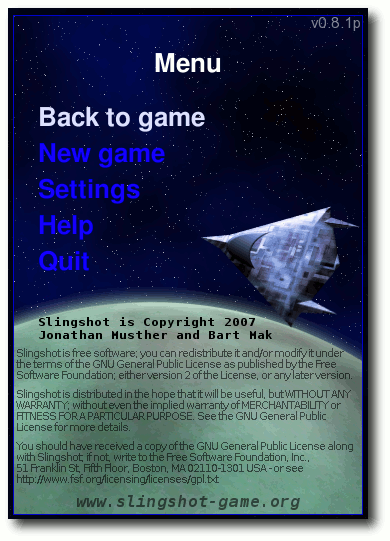 v0.8.1p
Menu
Back to game
New game
Settings
Help
Quit
Slingshot is Copyright 2007
Jonathan Musther and Bart Mak
Slingshot is free software; you can redistribute it and/or modify it under
the terms of the GNU General Public License as published by the Free
Software Foundation; either version 2 of the License, or any later version.
Slingshot is distributed in the hope that it will be useful, but WITHOUT ANY
WARRANTY; without even the implied warranty of MERCHANTABILITY or
FITNESS FOR A PARTICULAR PURPOSE. See the GNU General Public
License for more details.
You should have received a copy of the GNU General Public License along
with Slingshot; if not, write to the Free Software Foundation, Inc.,
51 Franklin St, Fifth Floor, Boston, MA 02110-1301 USA - or see
http://www.fsf.org/licensing/licenses/gpl.txt
www.slingshot-game.org